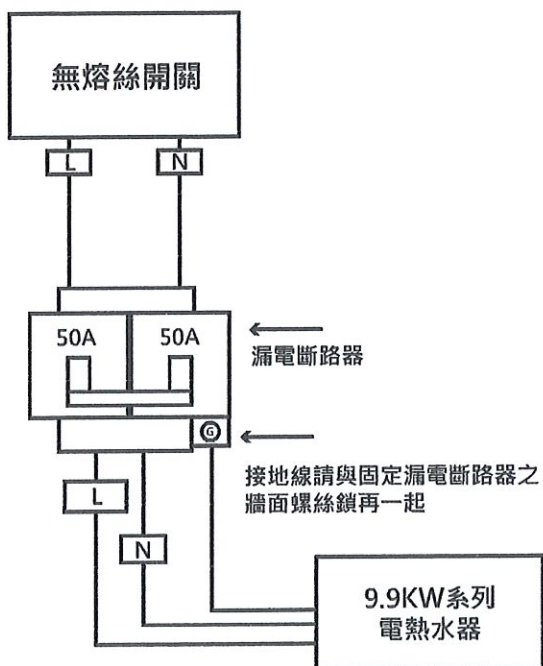 無熔絲開關
L
N
50A
50A
漏電斷路器
G
接地線請與固定漏電斷路器之
牆面螺絲鎖再一起
L
N
9.9KW系列
電熱水器